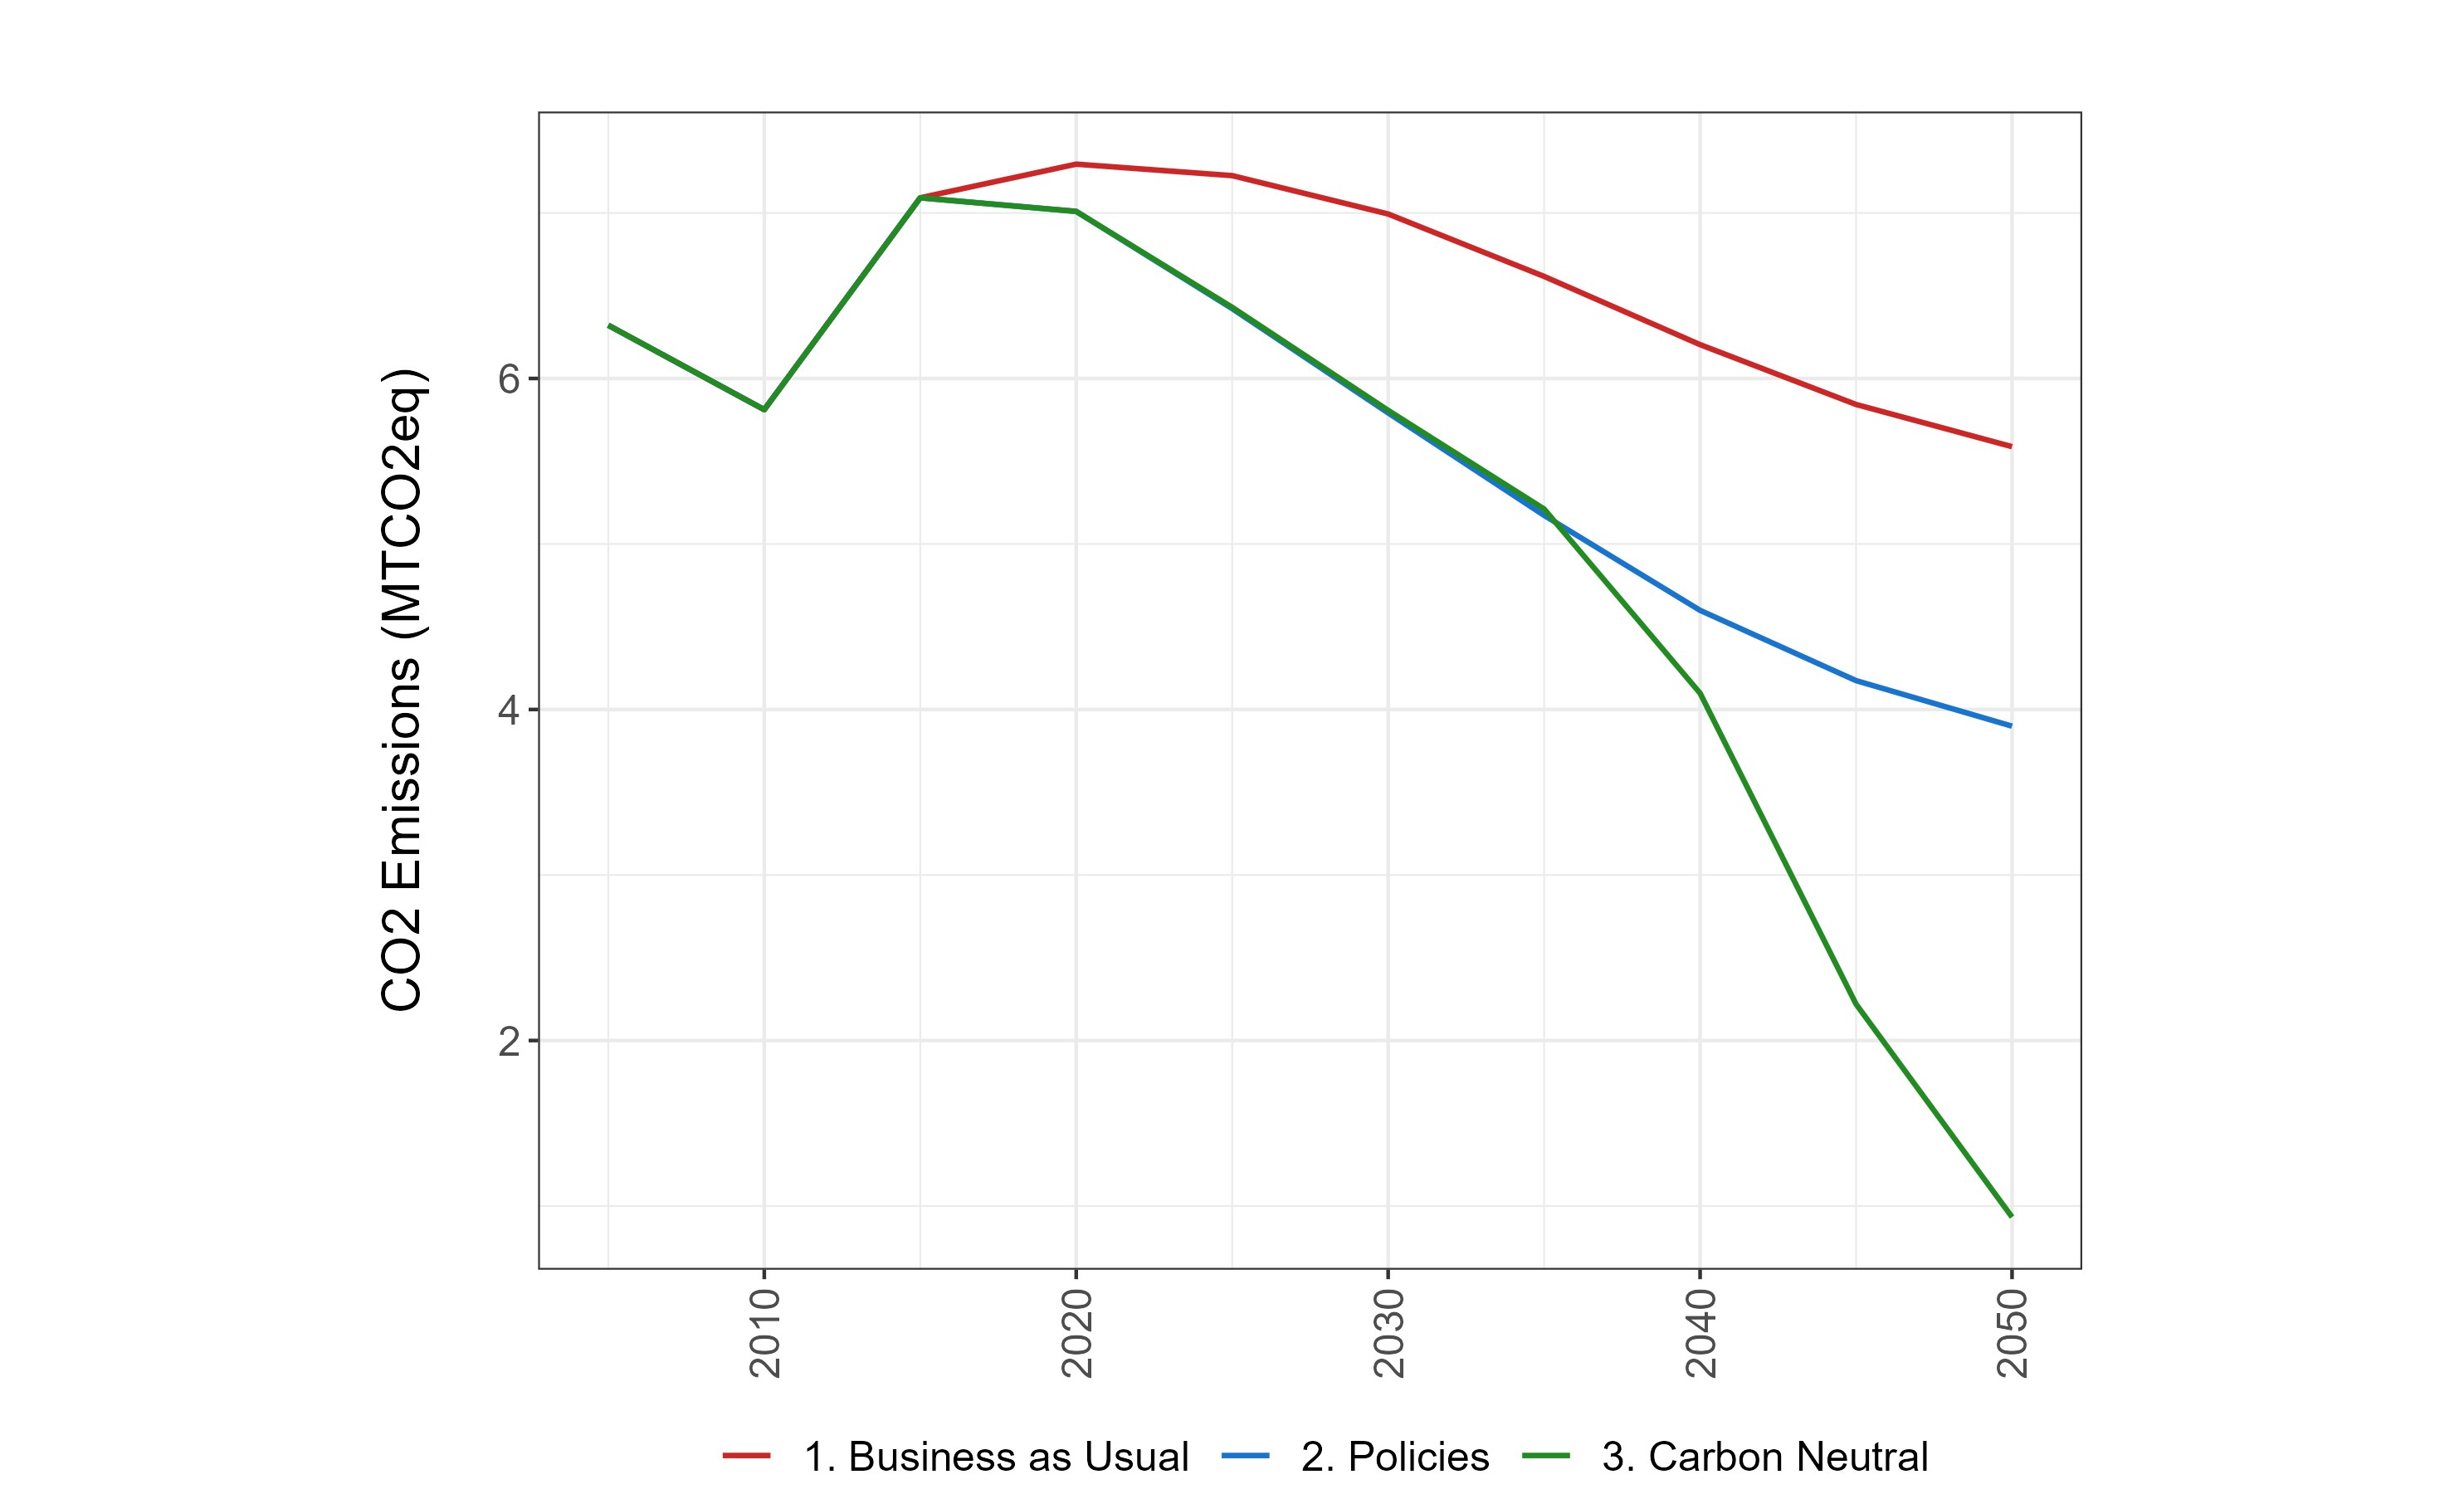 CO2 Emissions (MTCO2eq)
6
4
2
2010
2020
2030
2040
2050
1. Business as Usual
2. Policies
3. Carbon Neutral